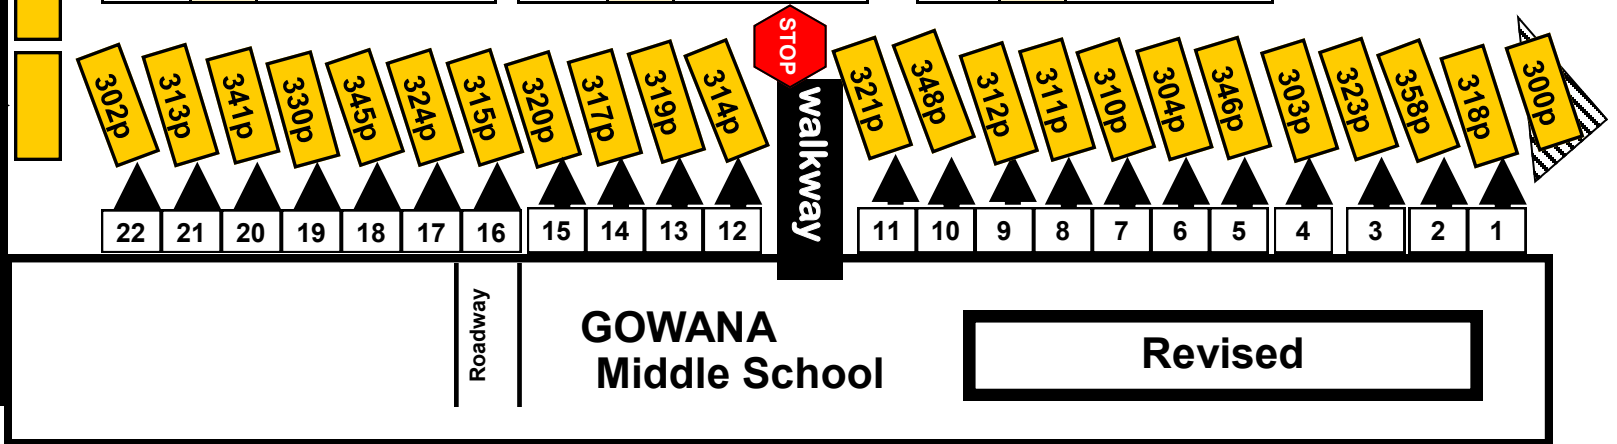 STOP
302p 313p 341p 330p 345p 324p 315p 320p 317p 319p 314p 321p 348p 312p 311p 310p 304p 346p 303p 323p 358p 318p 300p
walkway
22 21 20 19 18 17 16 15 14 13 12 11 10 9 8 7 6 5 4 3 2 1
Roadway
GOWANA
Middle School
Revised